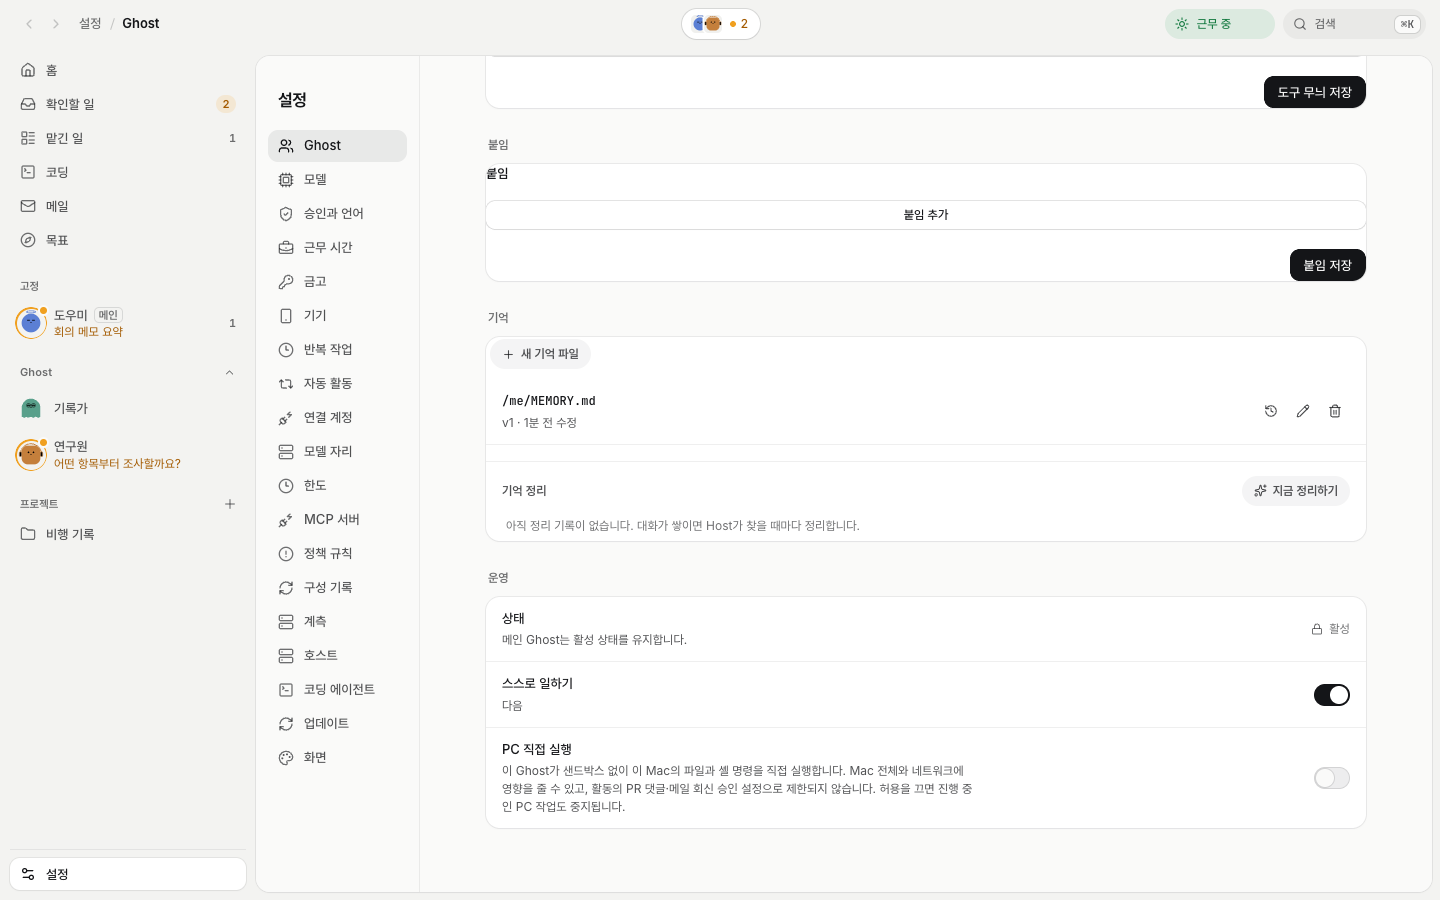 설정 / Ghost
2
근무 중
검색
⌘K
홈
확인할 일
2
맡긴 일
1
코딩
메일
목표
고정
도우미
메인
회의 메모 요약
1
Ghost
기록가
연구원
어떤 항목부터 조사할까요?
프로젝트
비행 기록
설정
설정
Ghost
모델
승인과 언어
근무 시간
금고
기기
반복 작업
자동 활동
연결 계정
모델 자리
한도
MCP 서버
정책 규칙
구성 기록
계측
호스트
코딩 에이전트
업데이트
화면
도구 무늬 저장
붙임
붙임
붙임 추가
붙임 저장
기억
새 기억 파일
/me/MEMORY.md
v1 · 1분 전 수정
기억 정리
지금 정리하기
아직 정리 기록이 없습니다. 대화가 쌓이면 Host가 찾을 때마다 정리합니다.
운영
상태
메인 Ghost는 활성 상태를 유지합니다.
활성
스스로 일하기
다음
PC 직접 실행
이 Ghost가 샌드박스 없이 이 Mac의 파일과 셸 명령을 직접 실행합니다. Mac 전체와 네트워크에
영향을 줄 수 있고, 활동의 PR 댓글·메일 회신 승인 설정으로 제한되지 않습니다. 허용을 끄면 진행 중
인 PC 작업도 중지됩니다.